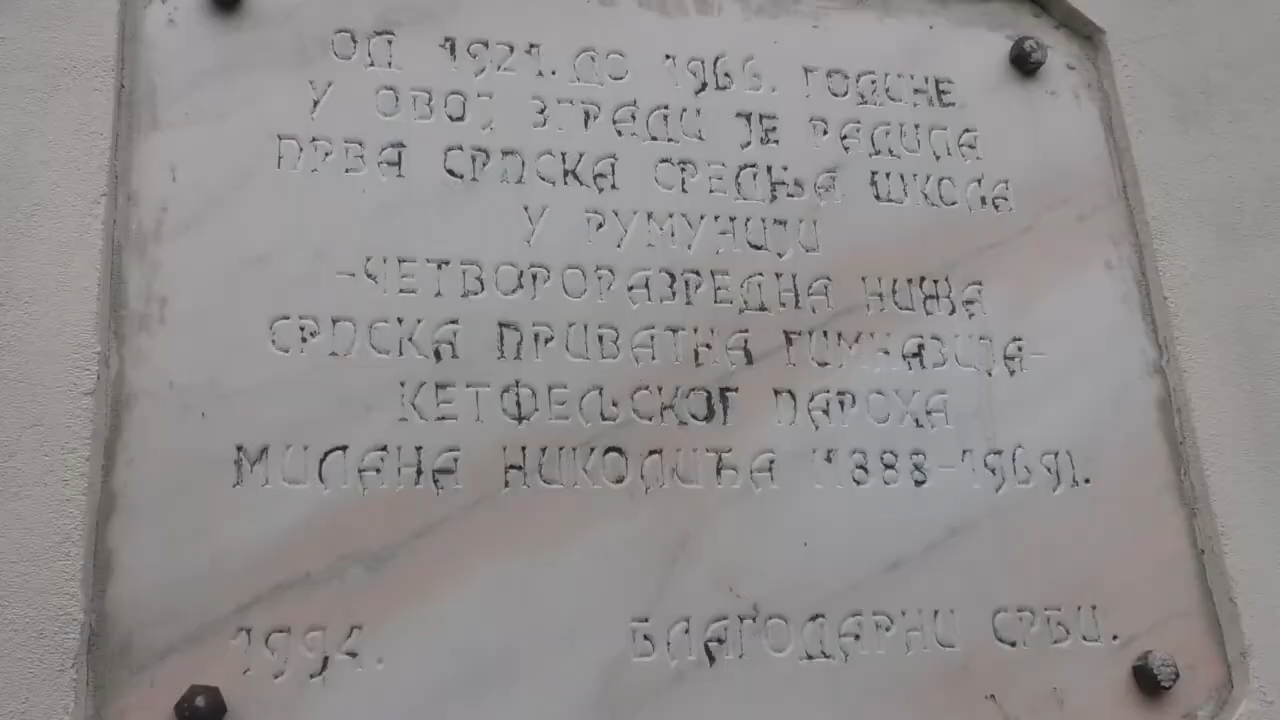 ОД 1921. ДО 1966. ГОДИНЕ
У ОВОЈ ЗГРАДИ ЈЕ РАДИЛА
ПРВА СРПСКА СРЕДЊА ШКОЛА
У РУМУНИЈИ
-ЧЕТВОРОРАЗРЕДНА НИЖА
СРПСКА ПРИВАТНА ГИМНАЗИЈА-
КЕТФЕЉСКОГ ПАРОХА
МИЛАНА НИКОЛИЋА (1888-1969).
1994. БЛАГОДАРНИ СРБИ.